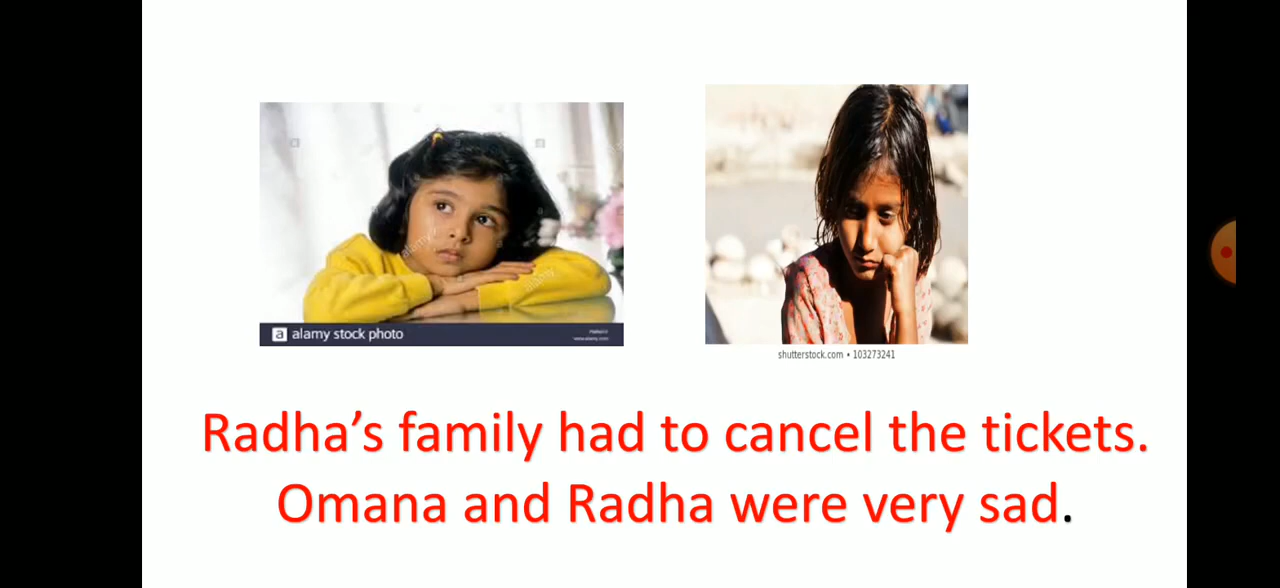 a alamy stock photo
shutterstock.com • 103273241
Radha's family had to cancel the tickets.
Omana and Radha were very sad.